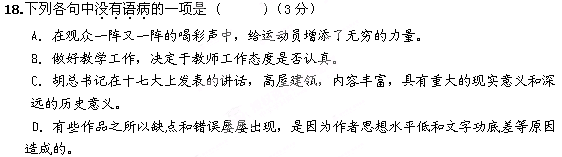 18.下列各句中没有语病的一项是（ ）（3分）
A．在观众一阵又一阵的喝彩声中，给运动员增添了无穷的力量。
B．做好教学工作，决定于教师工作态度是否认真。
C．胡总书记在十七大上发表的讲话，高屋建瓴，内容丰富，具有重大的现实意义和深
远的历史意义。
D．有些作品之所以缺点和错误屡屡出现，是因为作者思想水平低和文字功底差等原因
造成的。